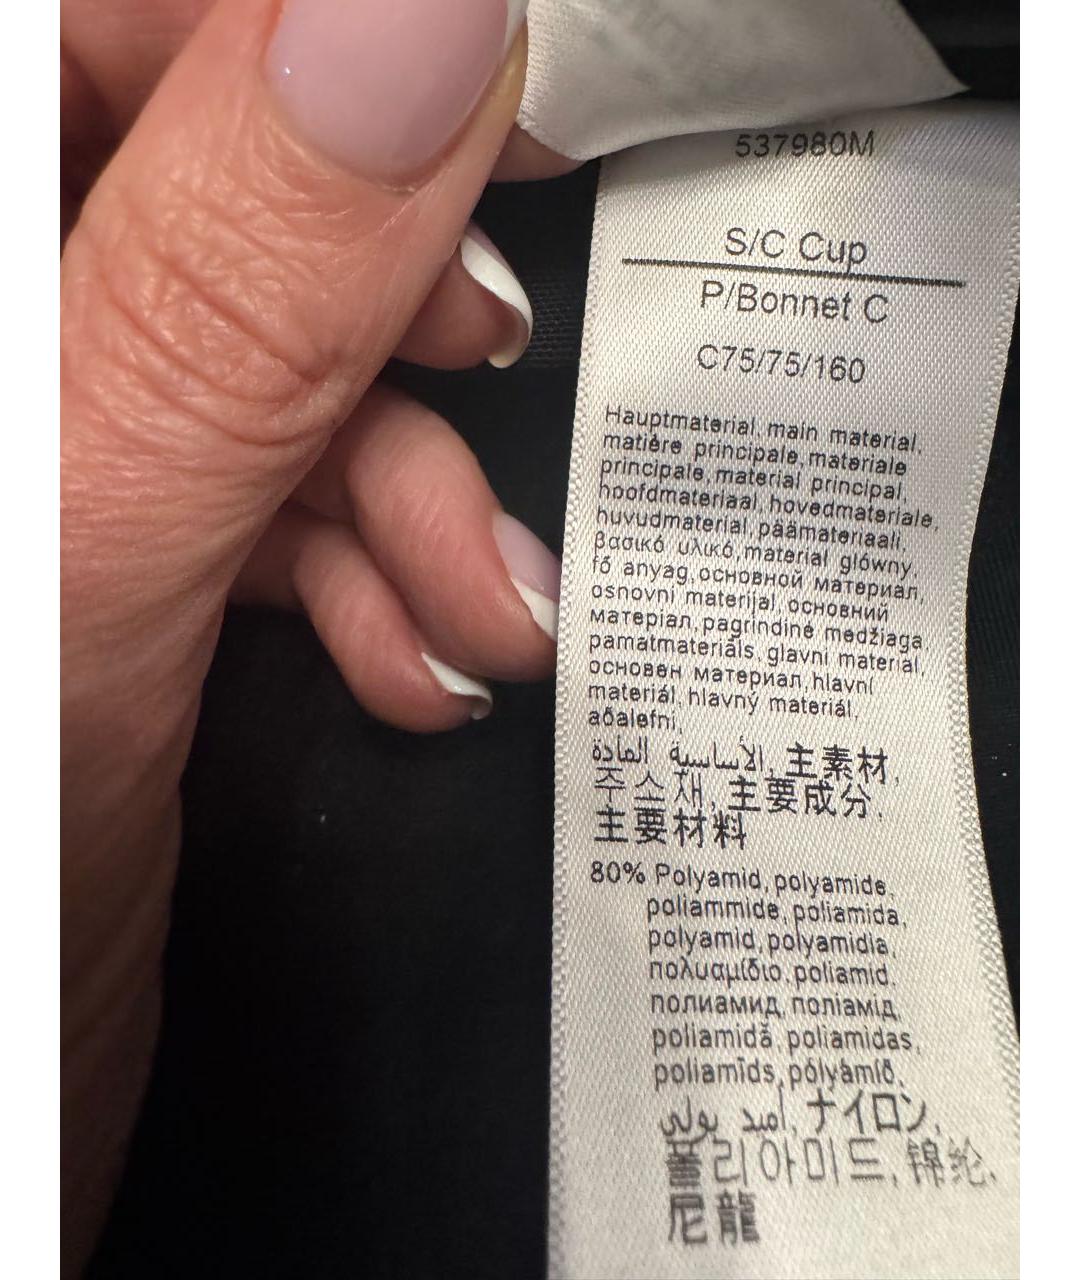 537980M
S/C Cup
P/Bonnet C
C75/75/160
Hauptmaterial, main material,
matière principale, materiale
principale, material principal,
hoofdmateriaal, hovedmateriale,
huvudmaterial, päämateriaali,
βασικό υλικό, materiał główny,
fő anyag, основной материал,
osnovni materijal, основний
матеріал, pagrindinė medžiaga
pamatmateriāls, glavni material,
основен материал, hlavní
materiál, hlavný materiál,
aðalefni,
المادة الأساسية, 主素材,
주 소 재, 主要成分,
主要材料
80% Polyamid, polyamide,
poliammide, poliamida,
polyamid, polyamidia,
πολυαμίδιο, poliamid,
полиамид, поліамід,
poliamidă, poliamidas,
poliamīds, pólýamíð,
بولي أميد, ナイロン,
폴리아미드, 锦纶,
尼龍